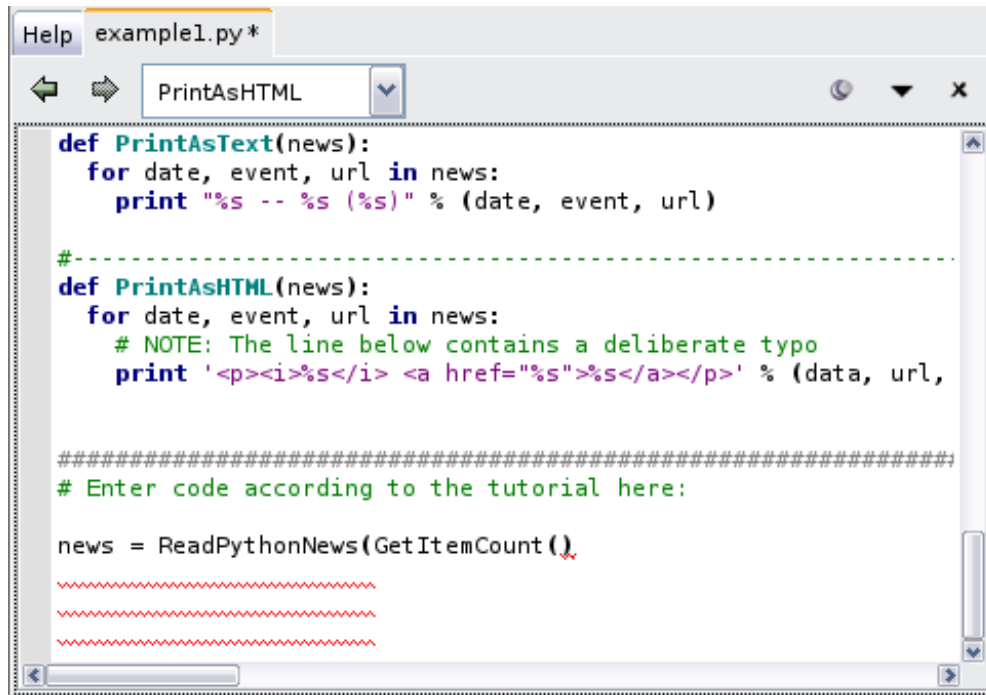 Help example1.py*
PrintAsHTML
def PrintAsText(news):
for date, event, url in news:
print "%s -- %s (%s)" % (date, event, url)
#--------------------------------------------------------------
def PrintAsHTML(news):
for date, event, url in news:
# NOTE: The line below contains a deliberate typo
print '<p><i>%s</i> <a href="%s">%s</a></p>' % (data, url,
###############################################################
# Enter code according to the tutorial here:
news = ReadPythonNews(GetItemCount()